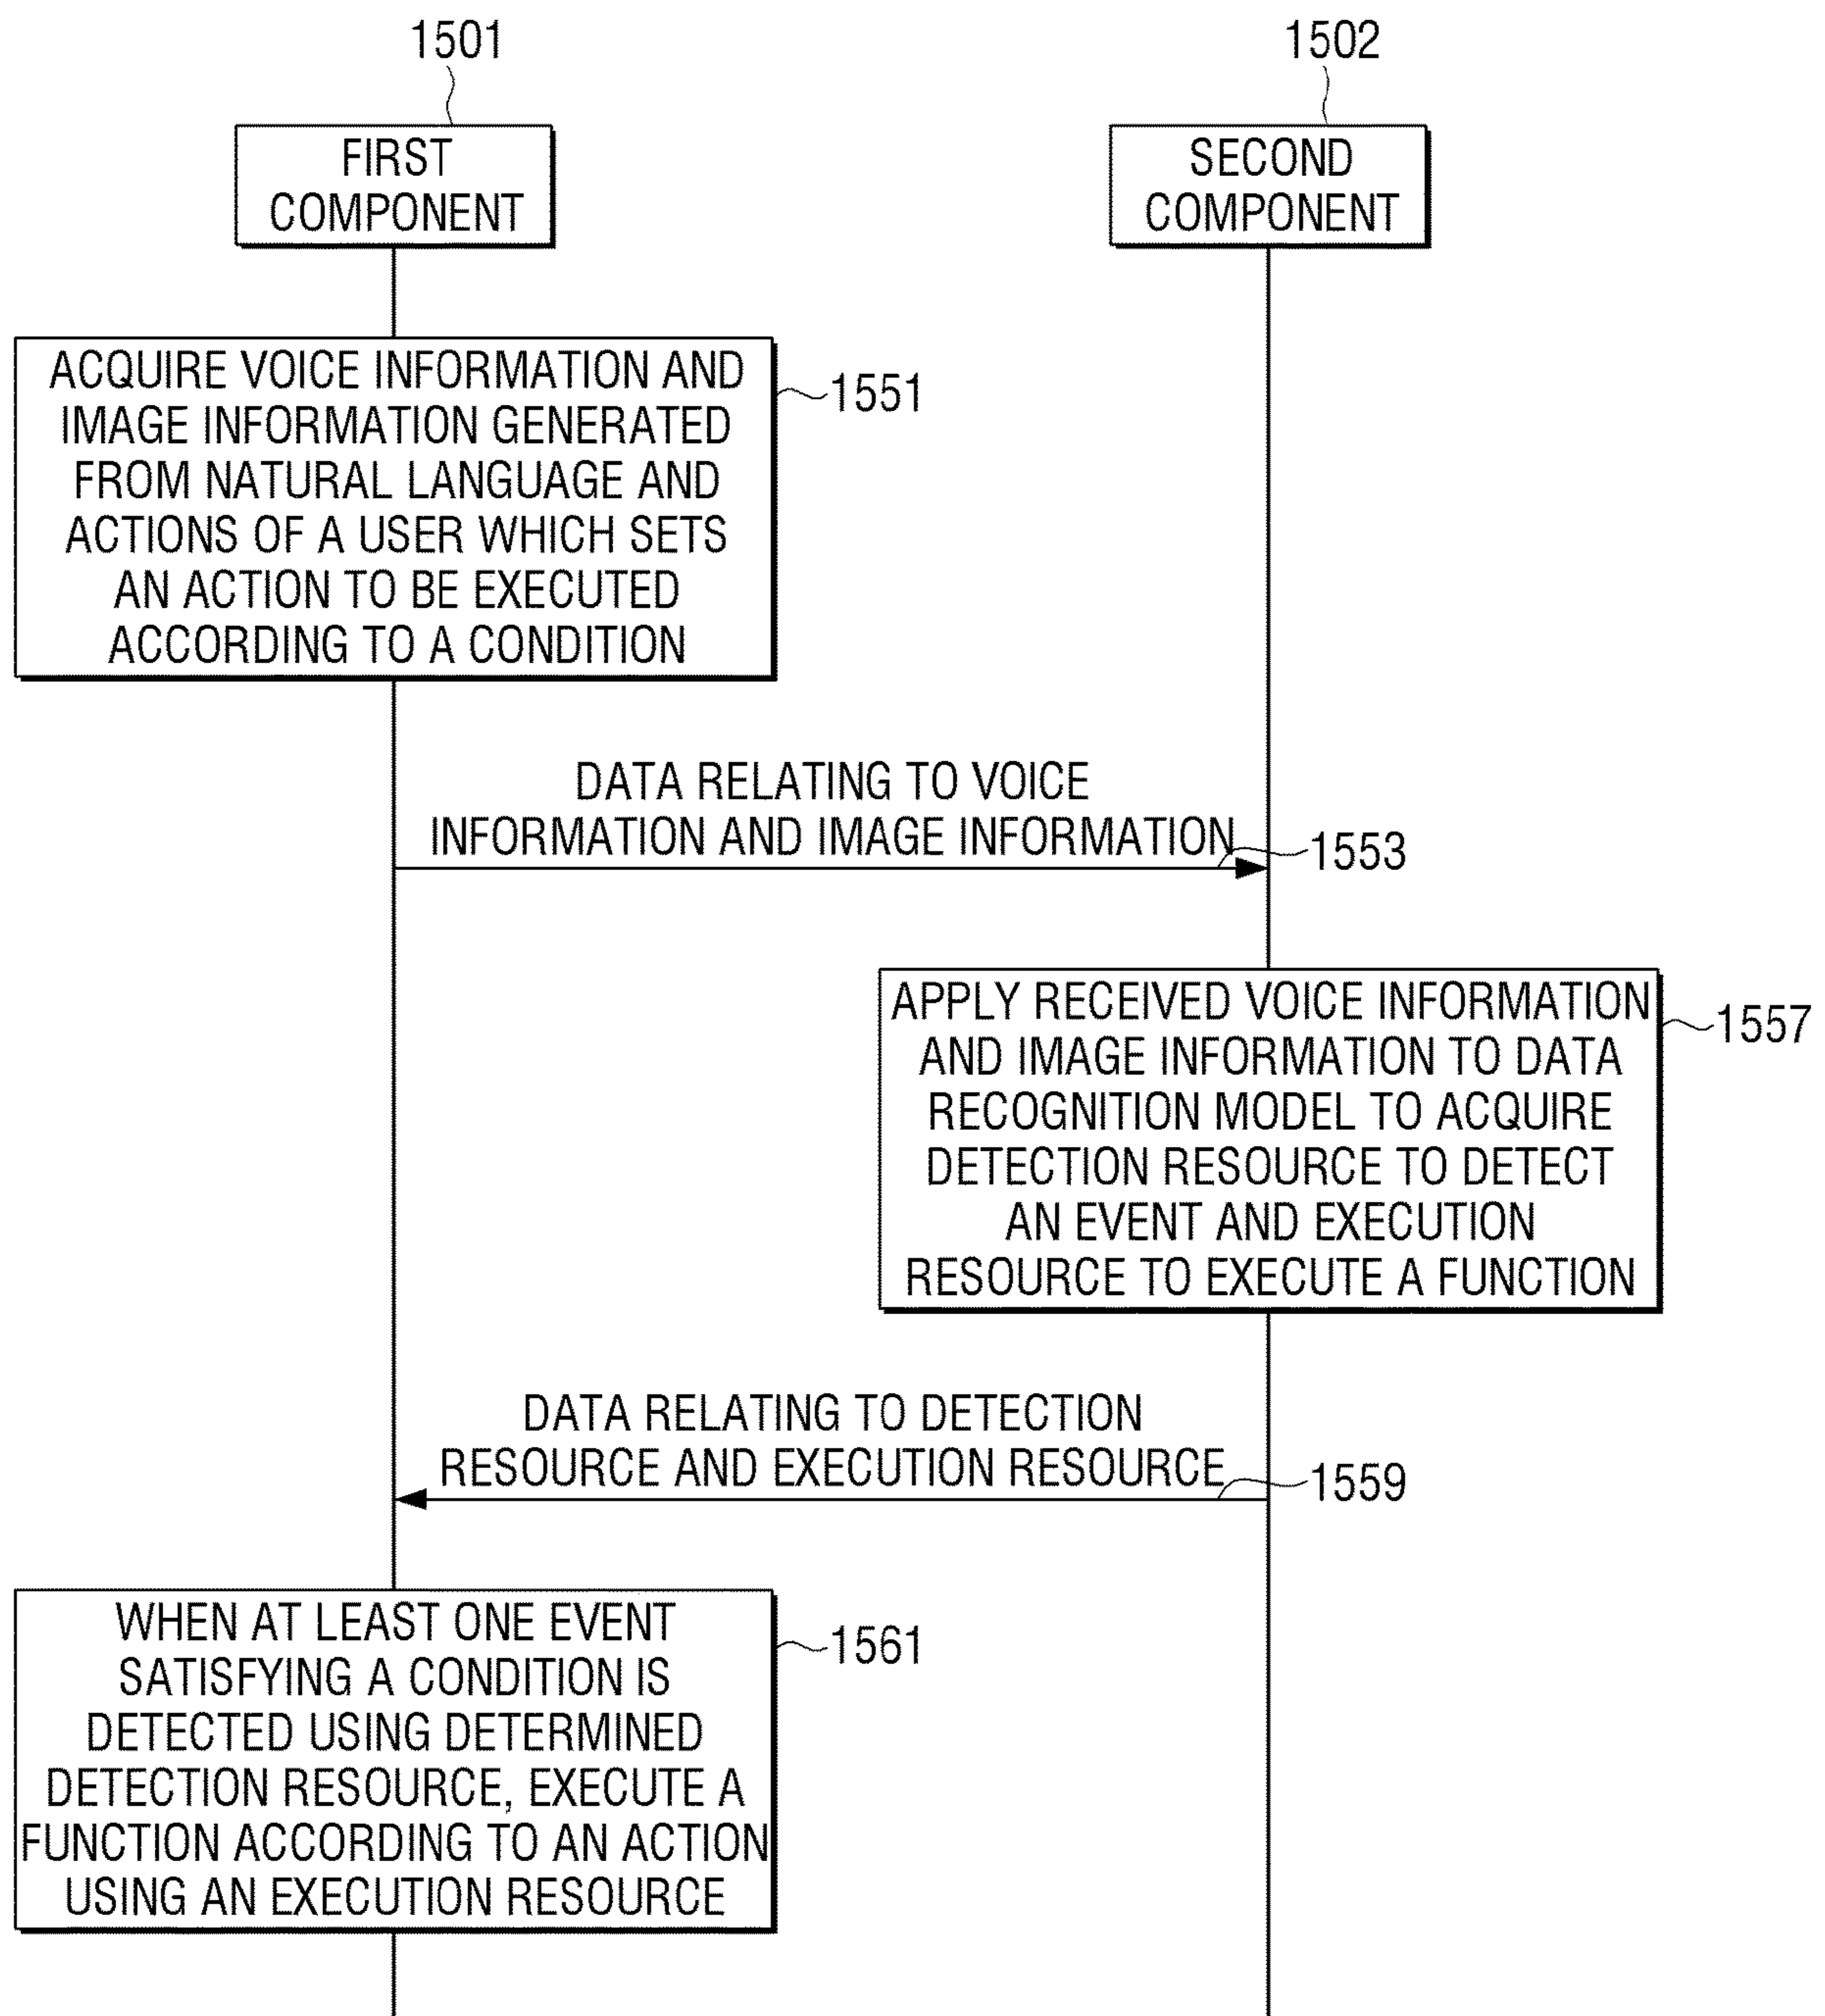 1501
1502
FIRST
COMPONENT
SECOND
COMPONENT
ACQUIRE VOICE INFORMATION AND
IMAGE INFORMATION GENERATED
FROM NATURAL LANGUAGE AND
ACTIONS OF A USER WHICH SETS
AN ACTION TO BE EXECUTED
ACCORDING TO A CONDITION
1551
DATA RELATING TO VOICE
INFORMATION AND IMAGE INFORMATION
1553
APPLY RECEIVED VOICE INFORMATION
AND IMAGE INFORMATION TO DATA
RECOGNITION MODEL TO ACQUIRE
DETECTION RESOURCE TO DETECT
AN EVENT AND EXECUTION
RESOURCE TO EXECUTE A FUNCTION
1557
DATA RELATING TO DETECTION
RESOURCE AND EXECUTION RESOURCE
1559
WHEN AT LEAST ONE EVENT
SATISFYING A CONDITION IS
DETECTED USING DETERMINED
DETECTION RESOURCE, EXECUTE A
FUNCTION ACCORDING TO AN ACTION
USING AN EXECUTION RESOURCE
1561